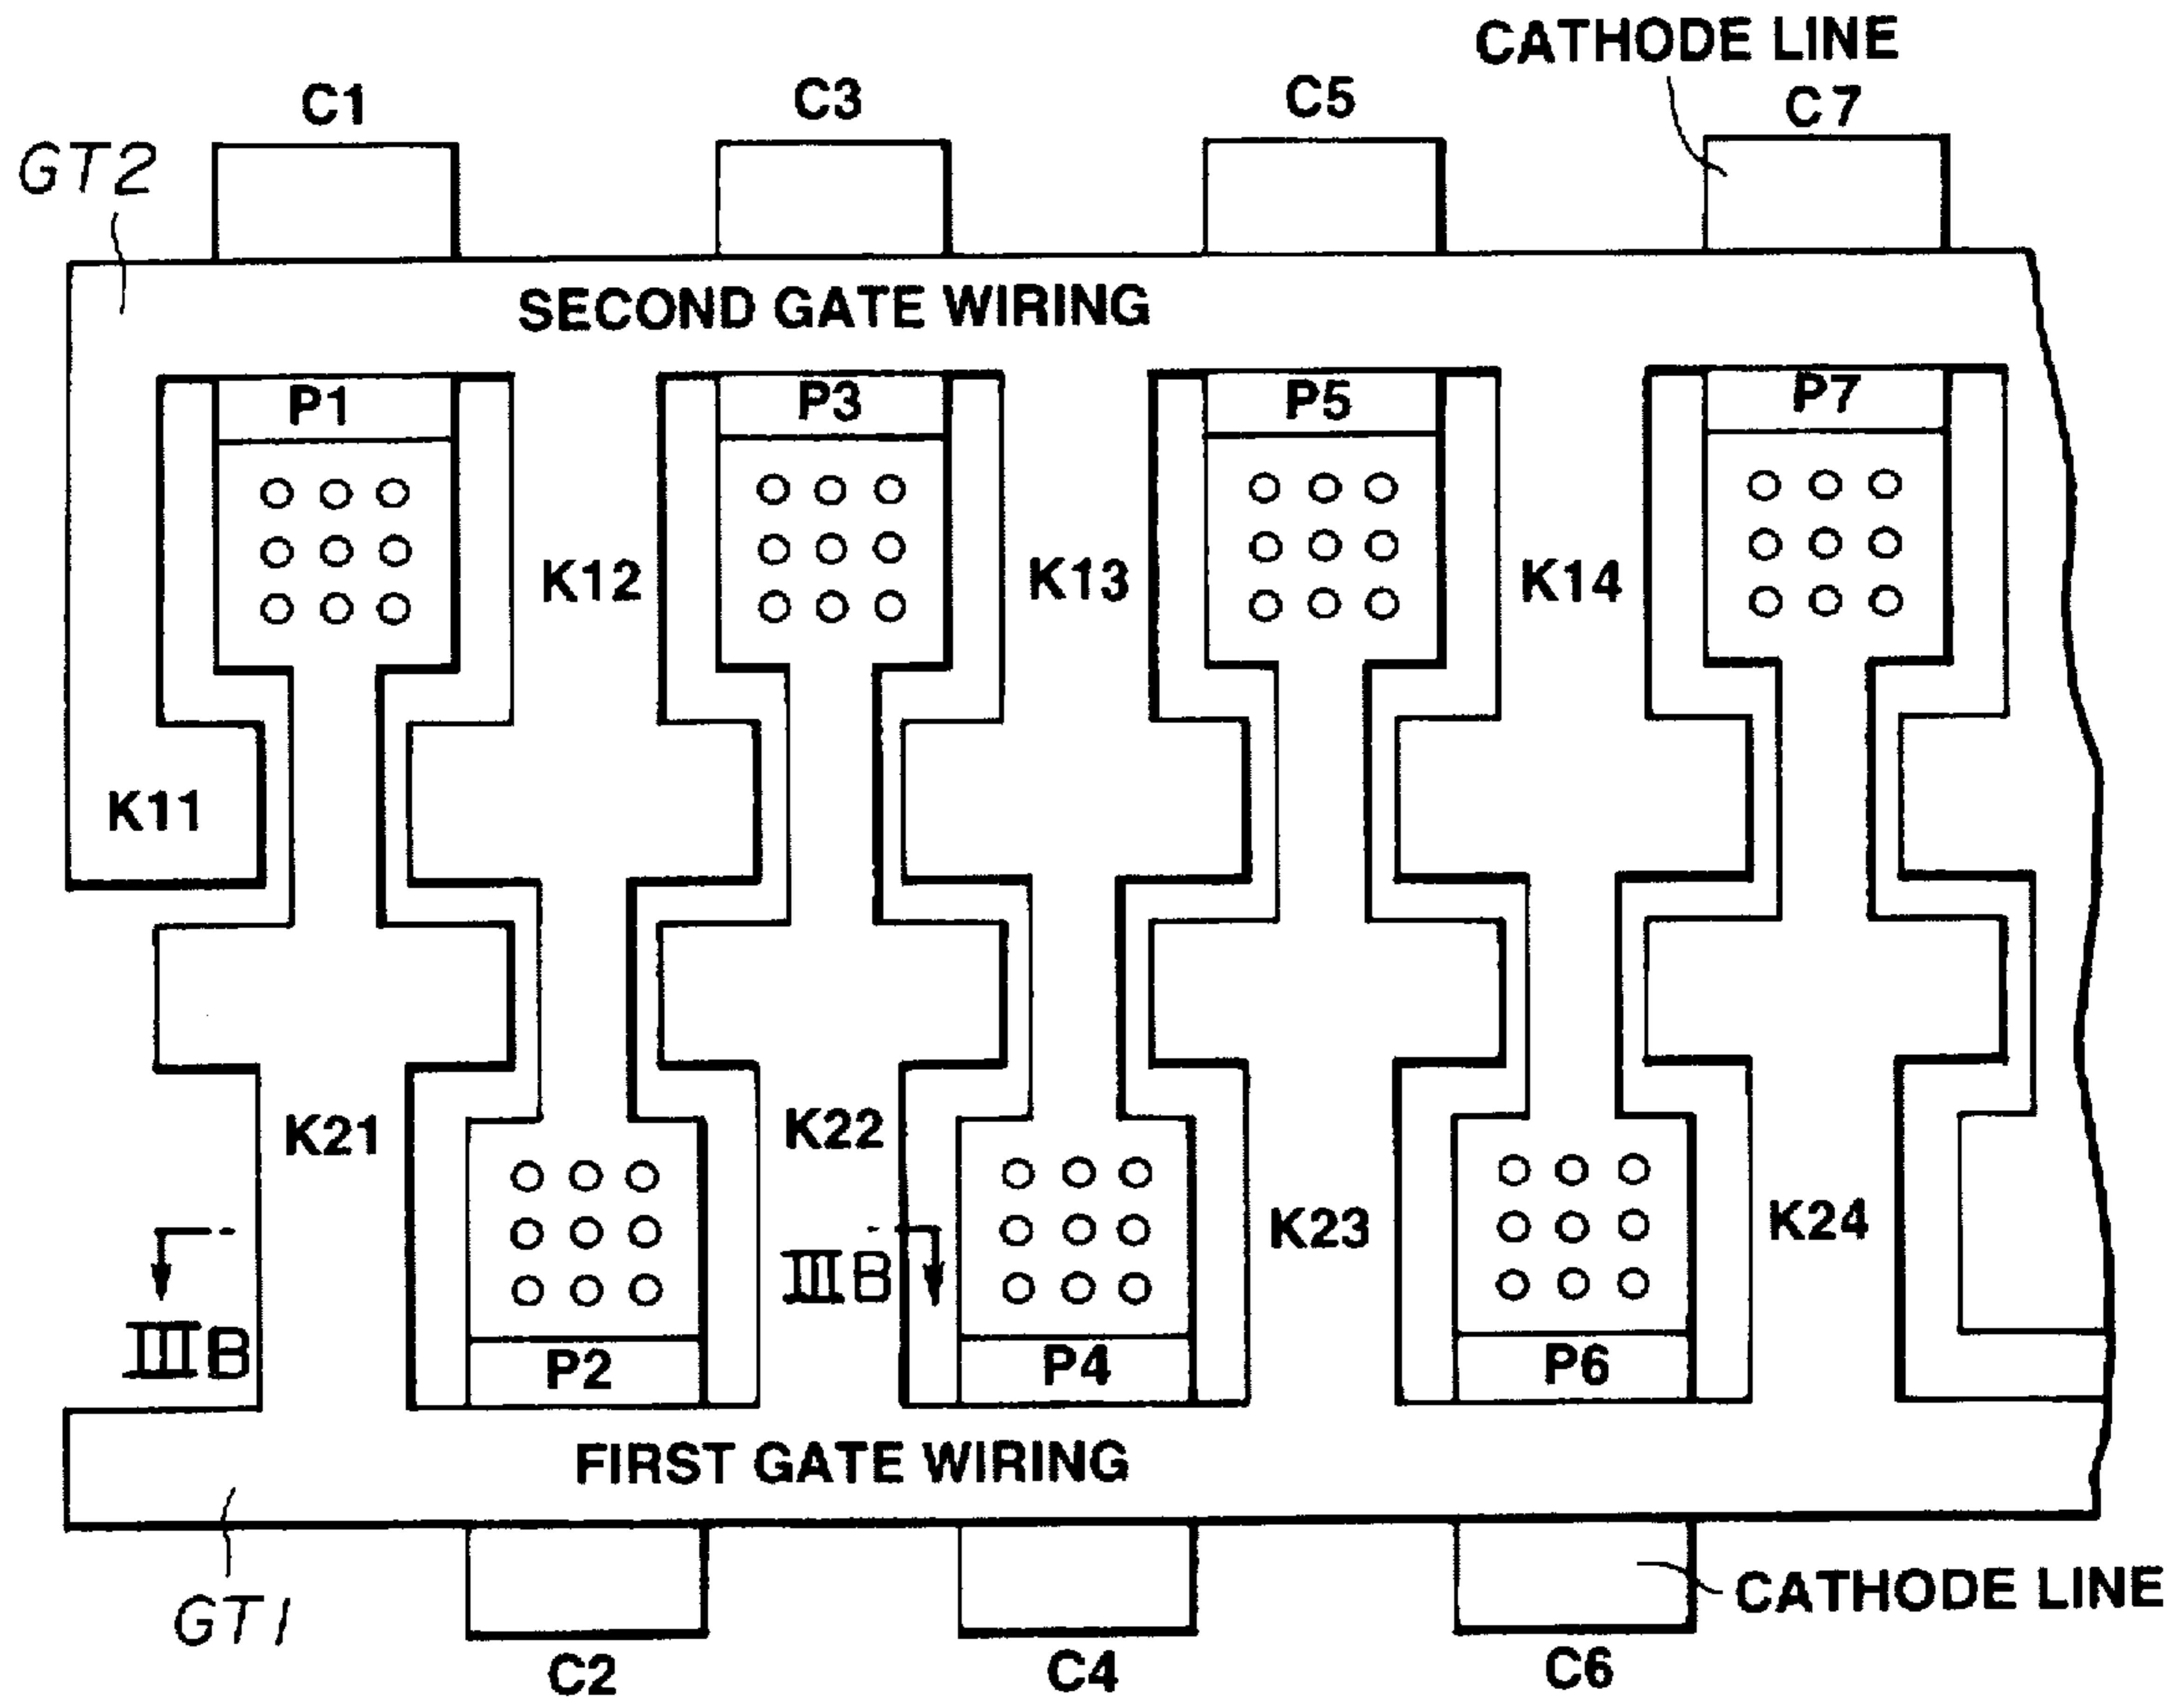 CATHODE LINE
C1
C3
C5
C7
GT2
SECOND GATE WIRING
P1
P3
P5
P7
K12
K13
K14
K11
K21
K22
K23
K24
IIIB
IIIB
P2
P4
P6
FIRST GATE WIRING
GT1
CATHODE LINE
C2
C4
C6